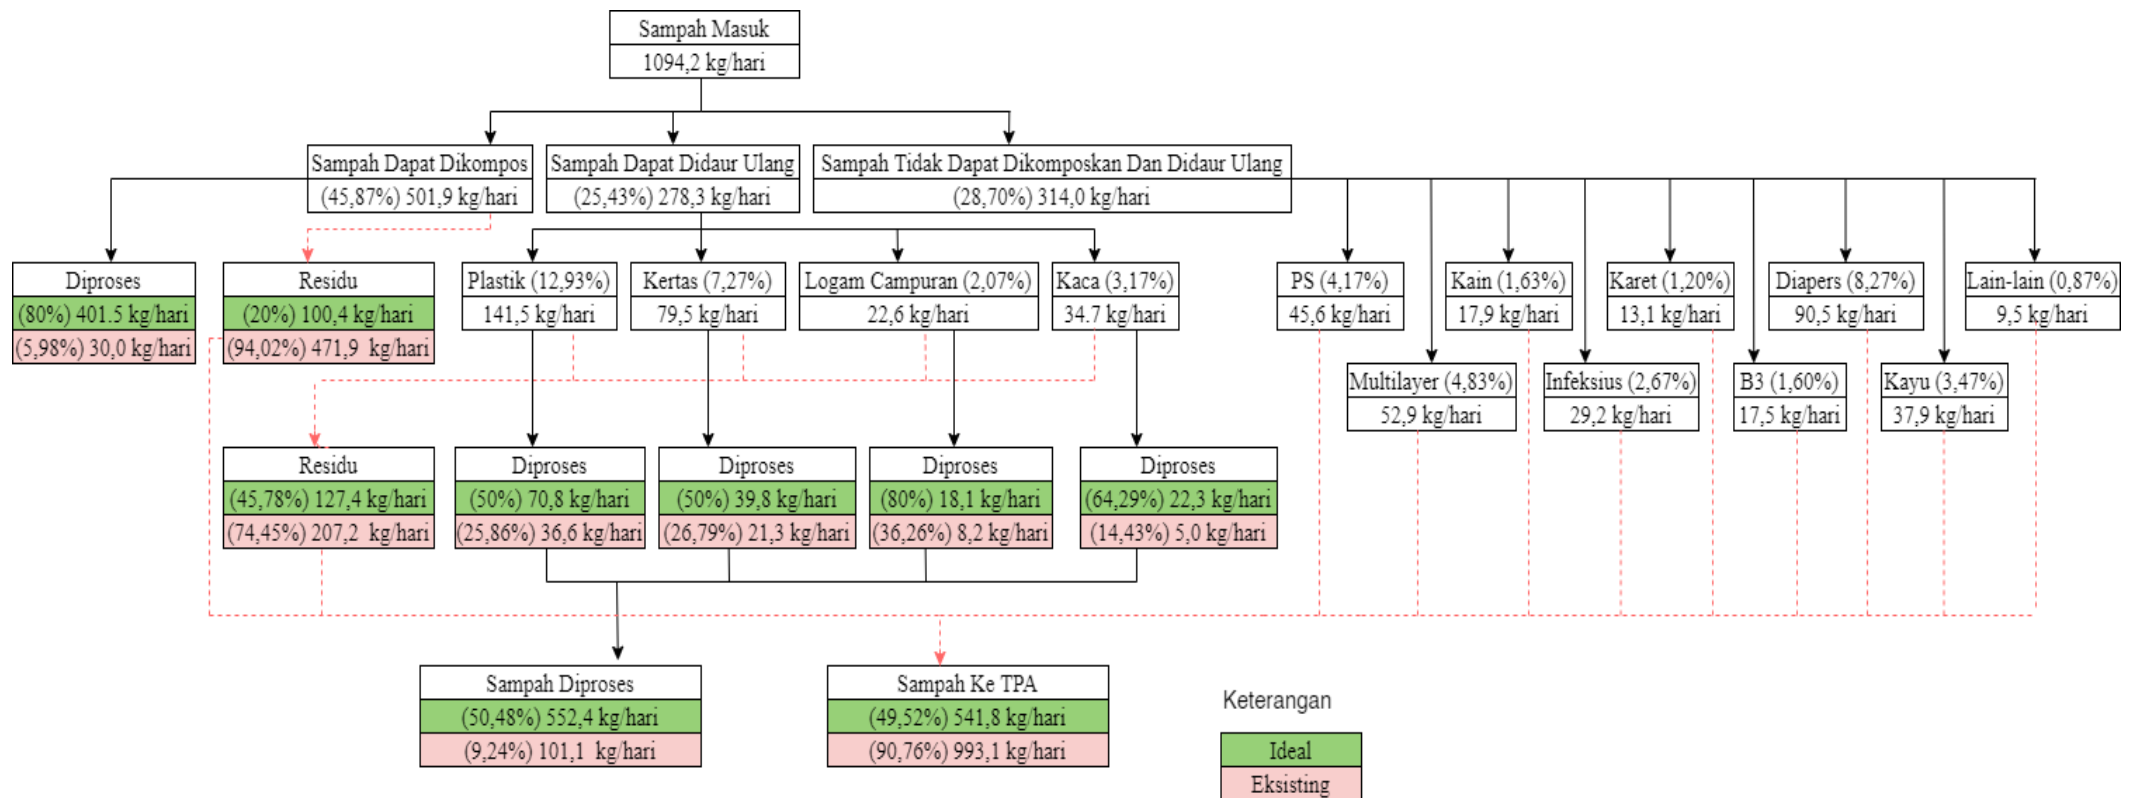 Sampah Masuk
1094,2 kg/hari
Sampah Dapat Dikompos
(45,87%) 501,9 kg/hari
Sampah Dapat Didaur Ulang
(25,43%) 278,3 kg/hari
Sampah Tidak Dapat Dikomposkan Dan Didaur Ulang
(28,70%) 314,0 kg/hari
Diproses
(80%) 401.5 kg/hari
(5,98%) 30,0 kg/hari
Residu
(20%) 100,4 kg/hari
(94,02%) 471,9 kg/hari
Plastik (12,93%)
141,5 kg/hari
Kertas (7,27%)
79,5 kg/hari
Logam Campuran (2,07%)
22,6 kg/hari
Kaca (3,17%)
34.7 kg/hari
PS (4,17%)
45,6 kg/hari
Kain (1,63%)
17,9 kg/hari
Karet (1,20%)
13,1 kg/hari
Diapers (8,27%)
90,5 kg/hari
Lain-lain (0,87%)
9,5 kg/hari
Multilayer (4,83%)
52,9 kg/hari
Infeksius (2,67%)
29,2 kg/hari
B3 (1,60%)
17,5 kg/hari
Kayu (3,47%)
37,9 kg/hari
Residu
(45,78%) 127,4 kg/hari
(74,45%) 207,2 kg/hari
Diproses
(50%) 70,8 kg/hari
(25,86%) 36,6 kg/hari
Diproses
(50%) 39,8 kg/hari
(26,79%) 21,3 kg/hari
Diproses
(80%) 18,1 kg/hari
(36,26%) 8,2 kg/hari
Diproses
(64,29%) 22,3 kg/hari
(14,43%) 5,0 kg/hari
Sampah Diproses
(50,48%) 552,4 kg/hari
(9,24%) 101,1 kg/hari
Sampah Ke TPA
(49,52%) 541,8 kg/hari
(90,76%) 993,1 kg/hari
Keterangan
Ideal
Eksisting